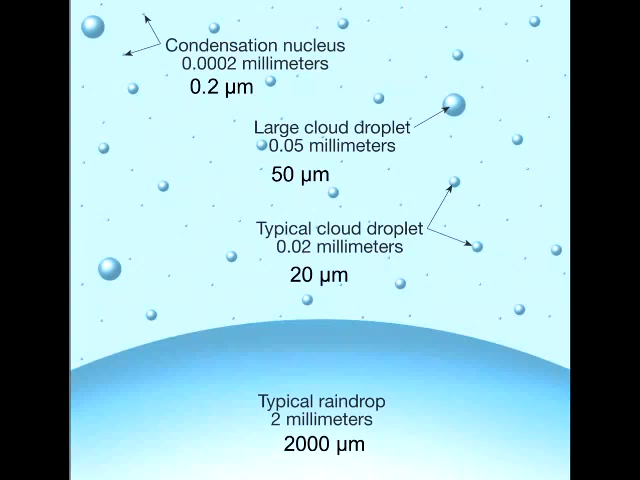 Condensation nucleus
0.0002 millimeters
0.2 µm
Large cloud droplet
0.05 millimeters
50 µm
Typical cloud droplet
0.02 millimeters
20 µm
Typical raindrop
2 millimeters
2000 µm